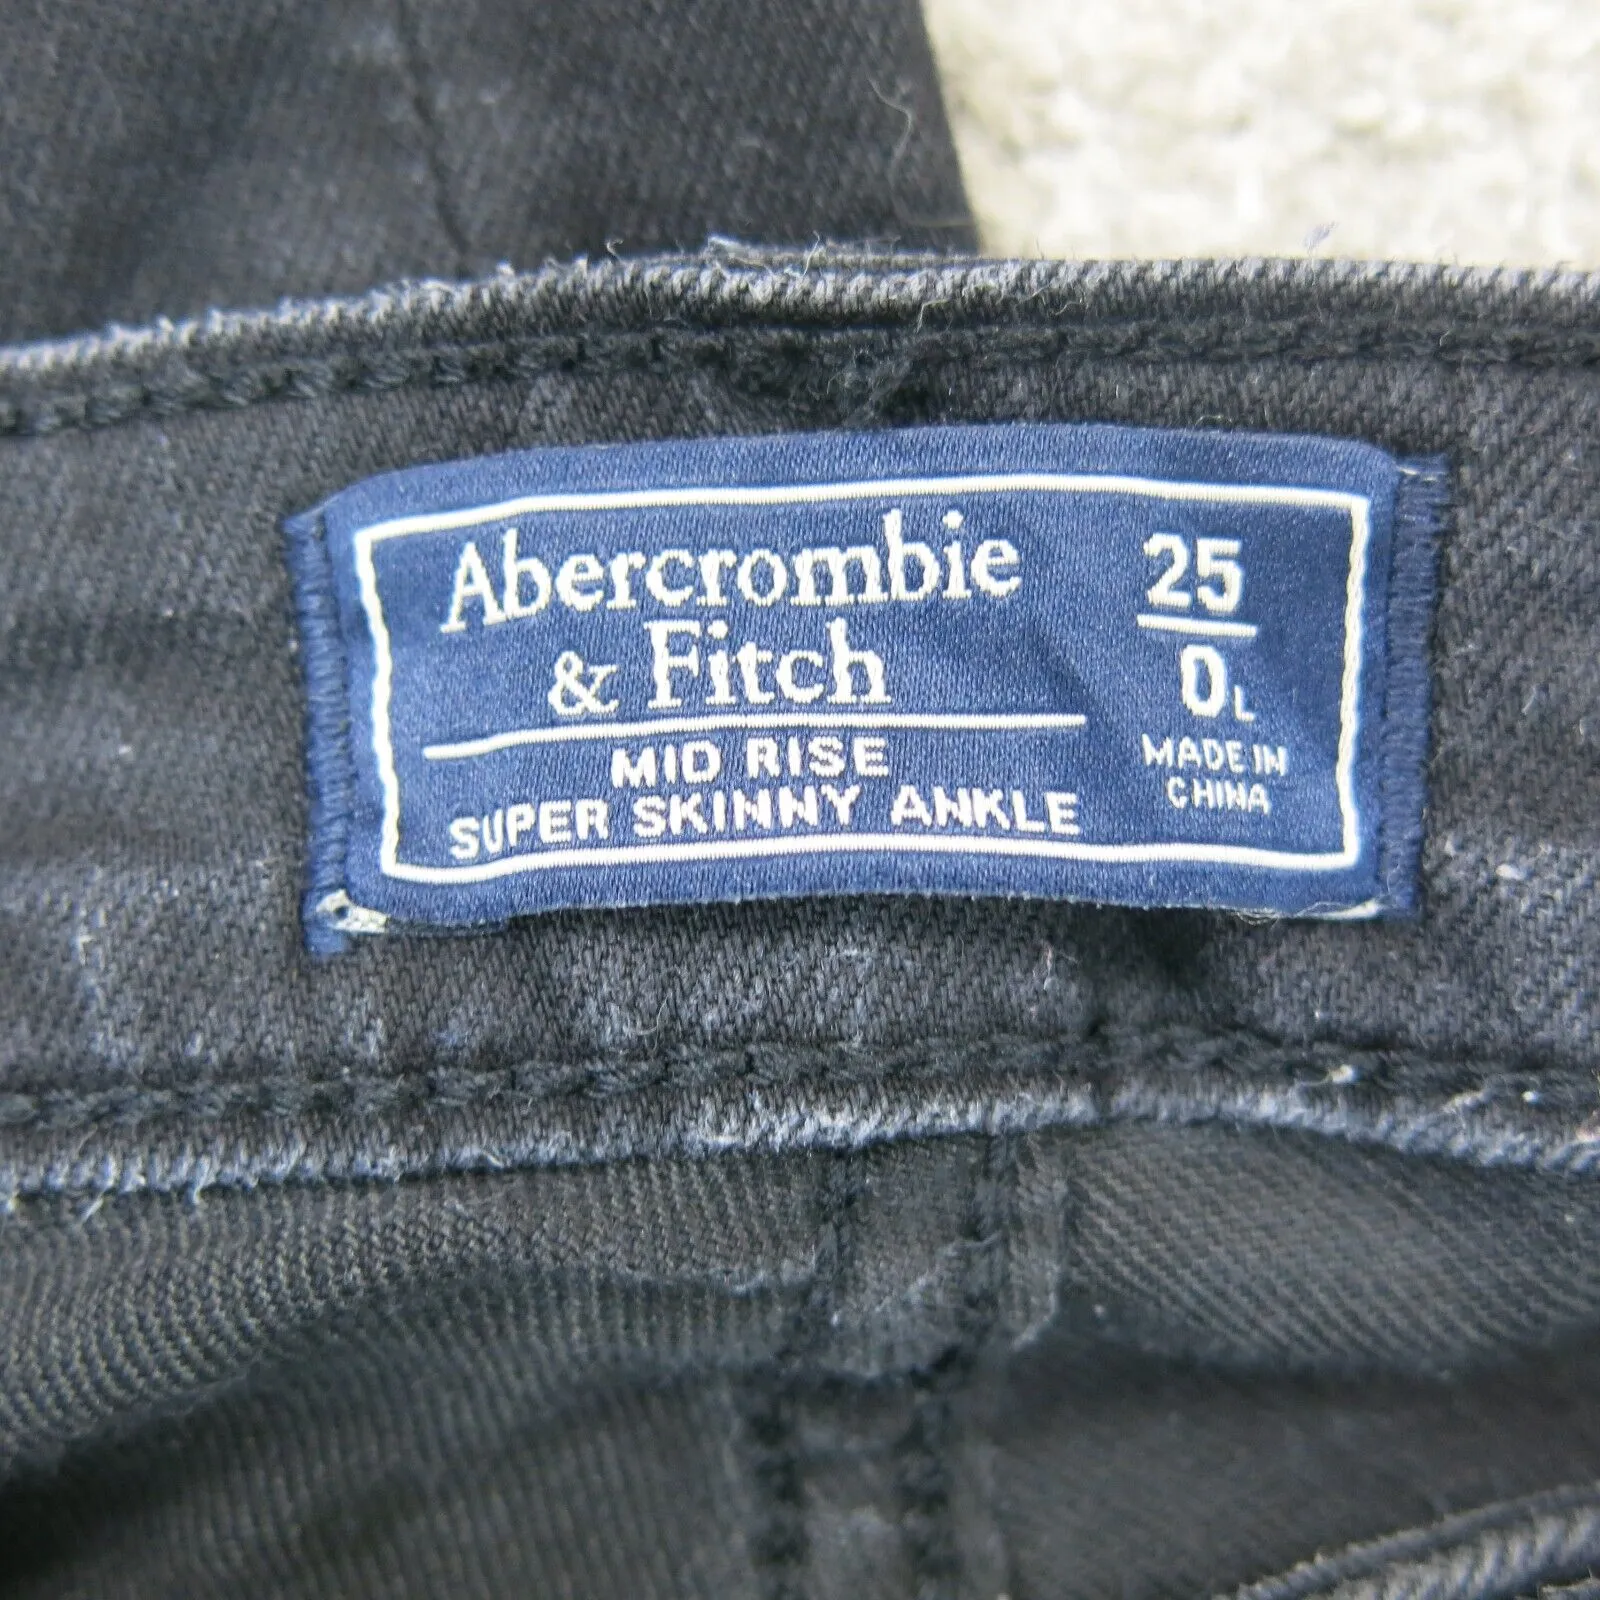 Abercrombie
& Fitch
MID RISE
SUPER SKINNY ANKLE
25
0L
MADE IN
CHINA